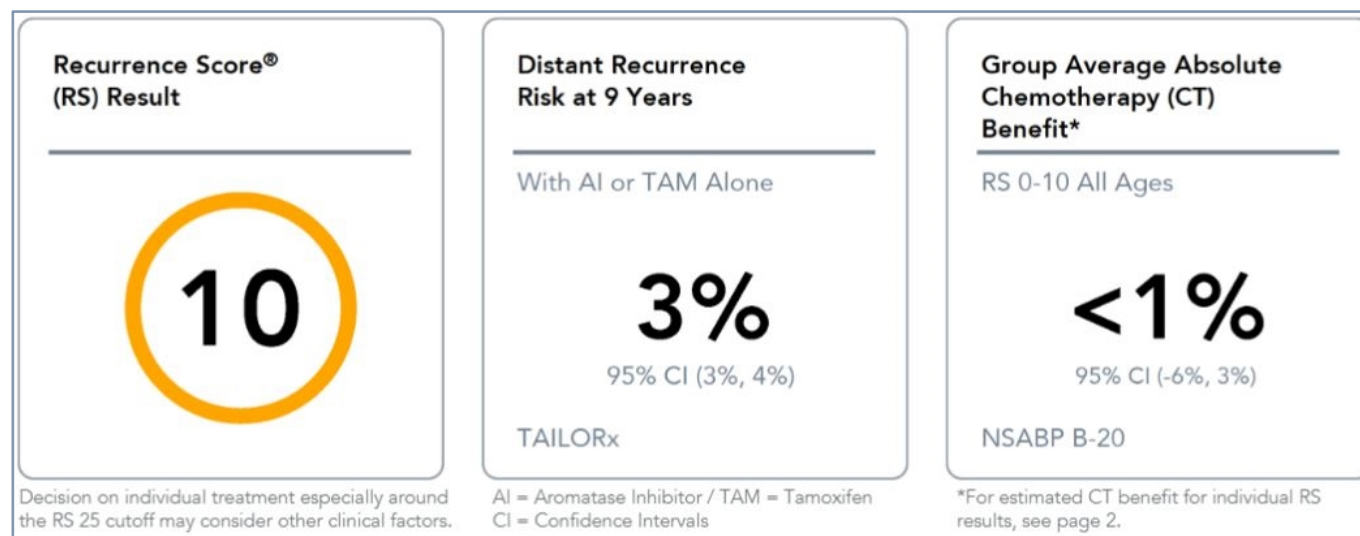 Recurrence Score®
(RS) Result
10
Decision on individual treatment especially around
the RS 25 cutoff may consider other clinical factors.
Distant Recurrence
Risk at 9 Years
With AI or TAM Alone
3%
95% CI (3%, 4%)
TAILORx
AI = Aromatase Inhibitor / TAM = Tamoxifen
CI = Confidence Intervals
Group Average Absolute
Chemotherapy (CT)
Benefit*
RS 0-10 All Ages
<1%
95% CI (-6%, 3%)
NSABP B-20
*For estimated CT benefit for individual RS
results, see page 2.